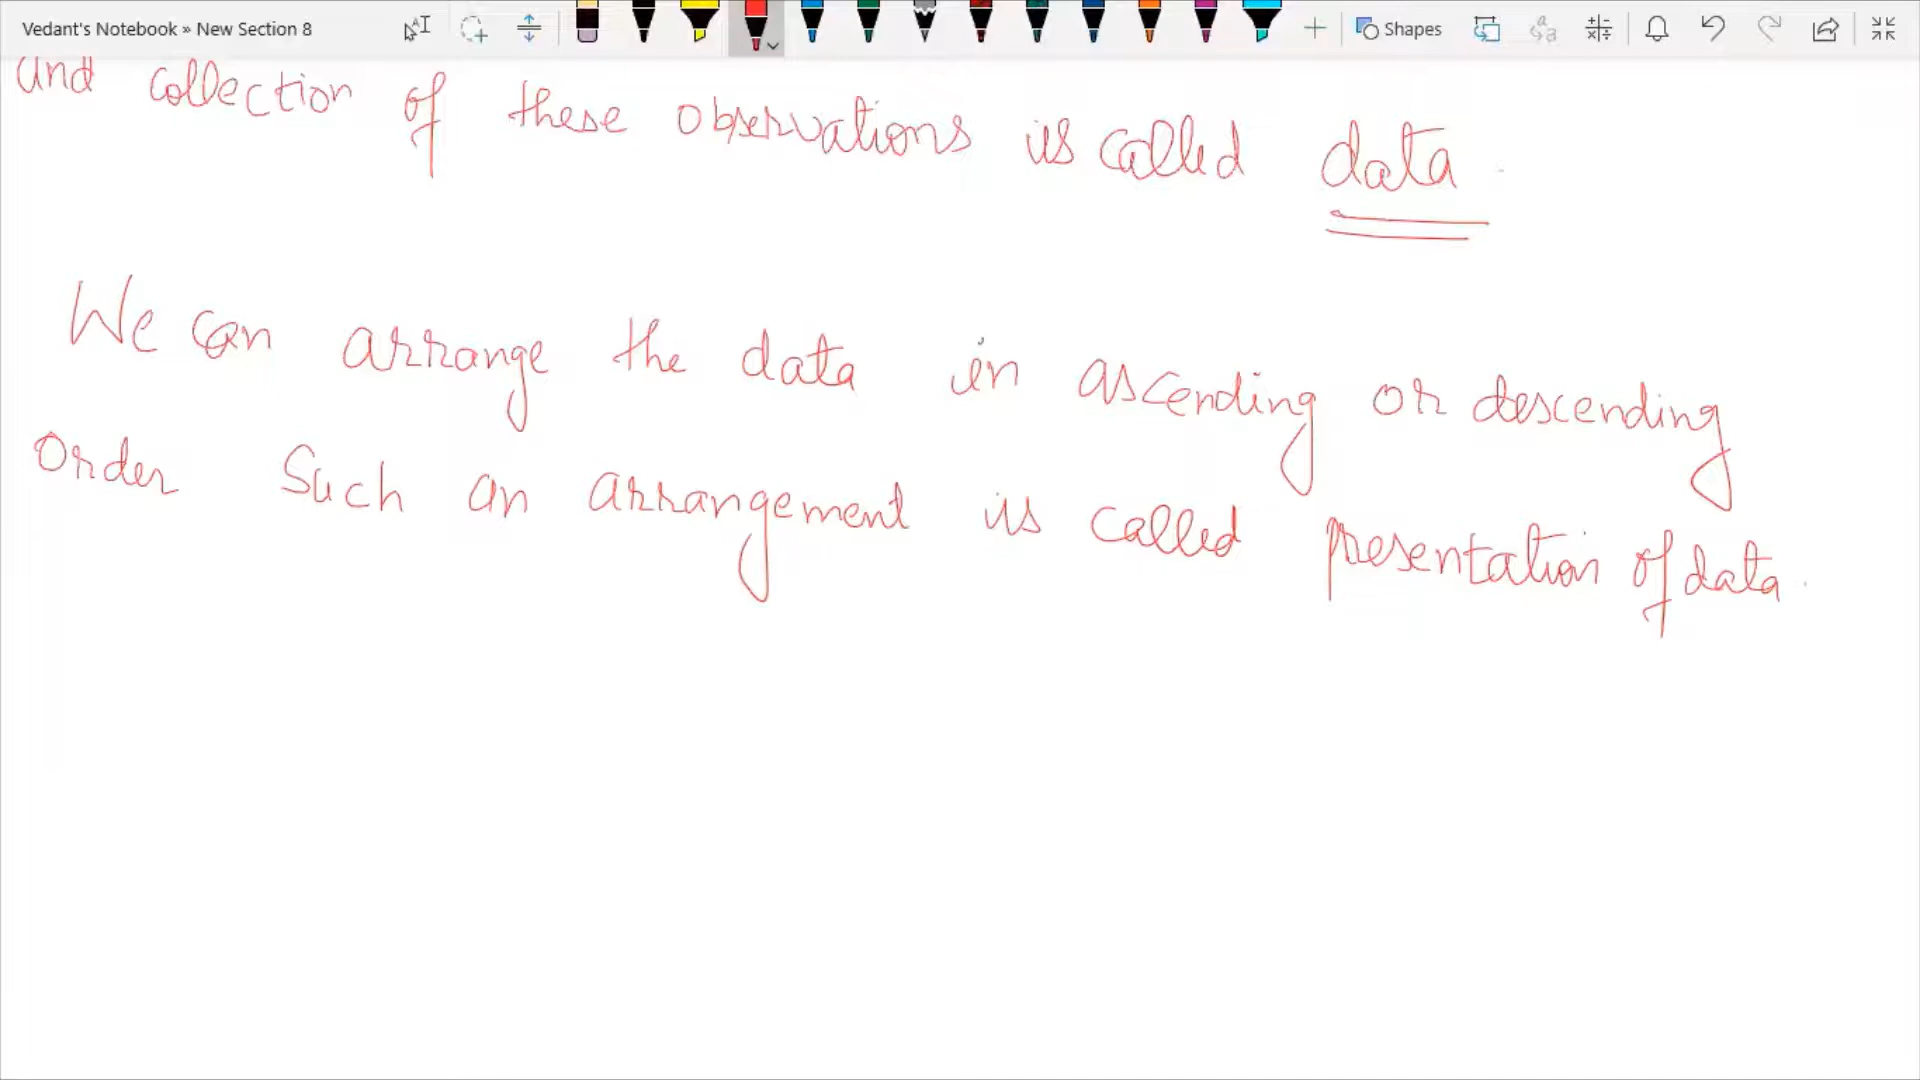 Vedant's Notebook » New Section 8
Shapes
and collection of these observations is called data.
We can arrange the data in ascending or descending
order Such an arrangement is called presentation of data.